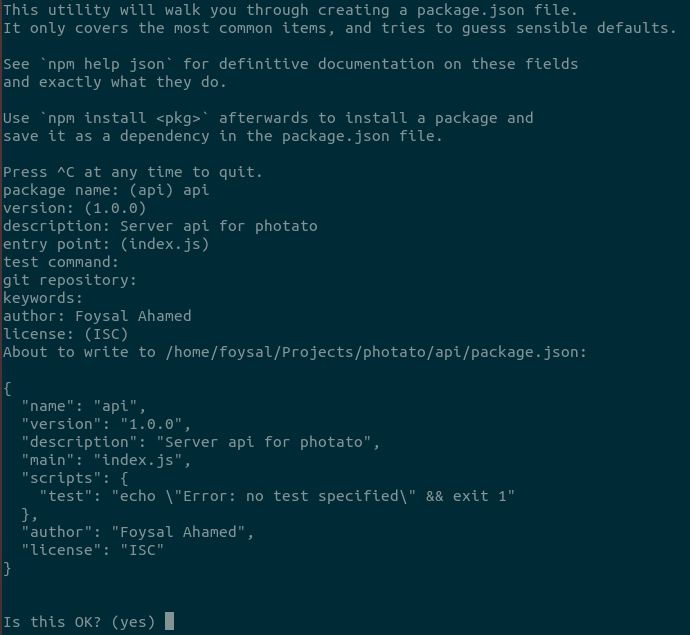 This utility will walk you through creating a package.json file.
It only covers the most common items, and tries to guess sensible defaults.
See `npm help json` for definitive documentation on these fields
and exactly what they do.
Use `npm install <pkg>` afterwards to install a package and
save it as a dependency in the package.json file.
Press ^C at any time to quit.
package name: (api) api
version: (1.0.0)
description: Server api for photato
entry point: (index.js)
test command:
git repository:
keywords:
author: Foysal Ahamed
license: (ISC)
About to write to /home/foysal/Projects/photato/api/package.json:
{
  "name": "api",
  "version": "1.0.0",
  "description": "Server api for photato",
  "main": "index.js",
  "scripts": {
    "test": "echo \"Error: no test specified\" && exit 1"
  },
  "author": "Foysal Ahamed",
  "license": "ISC"
}
Is this OK? (yes)